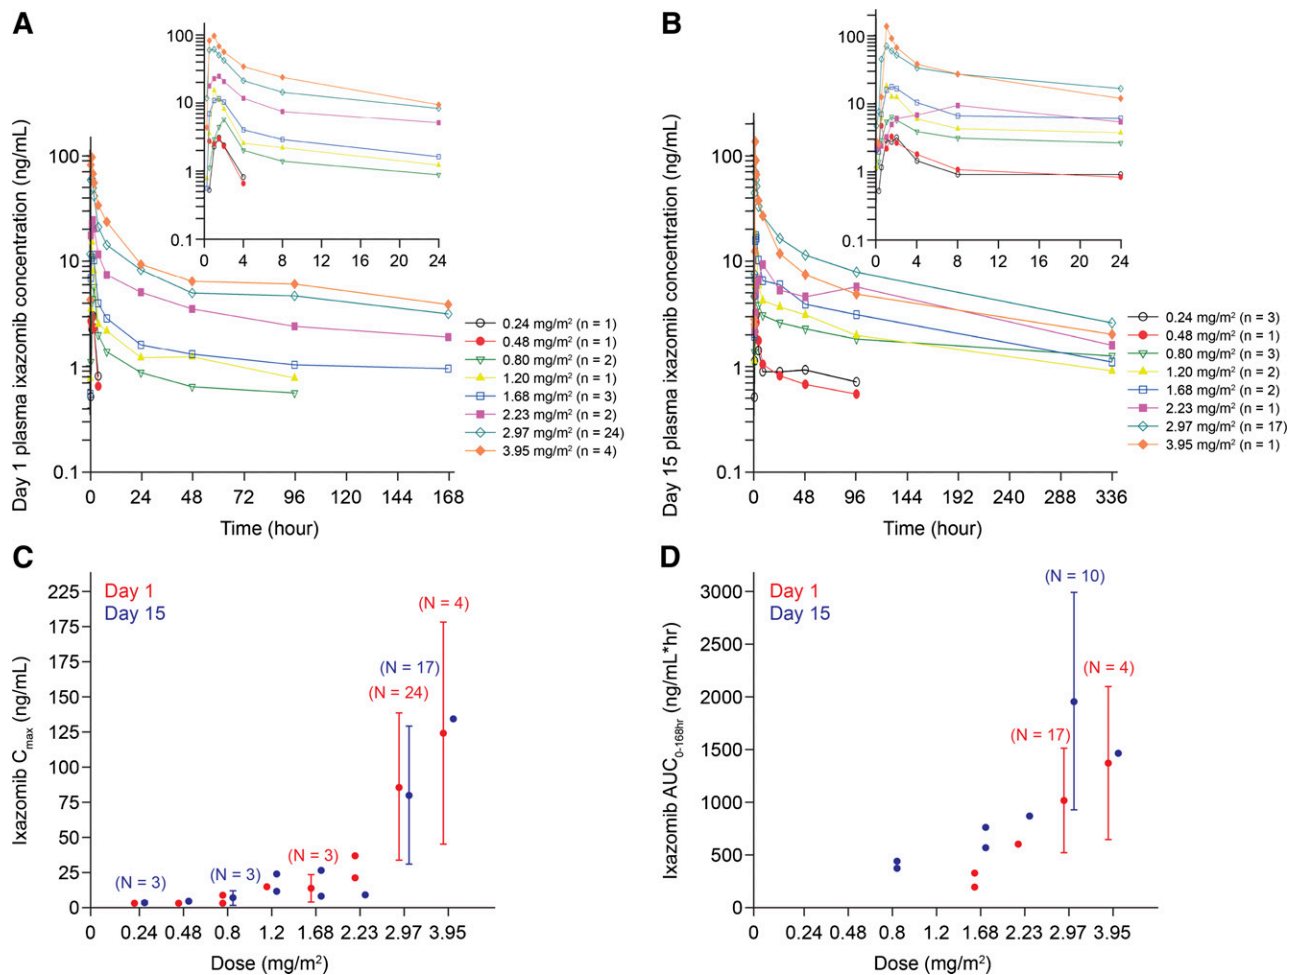 A
Day 1 plasma ixazomib concentration (ng/mL)
100
10
1
0.1
0 24 48 72 96 120 144 168
Time (hour)
100
10
1
0.1
0 4 8 12 16 20 24
0.24 mg/m² (n = 1)
0.48 mg/m² (n = 1)
0.80 mg/m² (n = 2)
1.20 mg/m² (n = 1)
1.68 mg/m² (n = 3)
2.23 mg/m² (n = 2)
2.97 mg/m² (n = 24)
3.95 mg/m² (n = 4)
B
Day 15 plasma ixazomib concentration (ng/mL)
100
10
1
0.1
0 48 96 144 192 240 288 336
Time (hour)
100
10
1
0.1
0 4 8 12 16 20 24
0.24 mg/m² (n = 3)
0.48 mg/m² (n = 1)
0.80 mg/m² (n = 3)
1.20 mg/m² (n = 2)
1.68 mg/m² (n = 2)
2.23 mg/m² (n = 1)
2.97 mg/m² (n = 17)
3.95 mg/m² (n = 1)
C
Ixazomib Cmax (ng/mL)
225
175
175
150
125
100
75
50
25
0
Day 1
Day 15
(N = 4)
(N = 17)
(N = 24)
(N = 3)
(N = 3)
(N = 3)
0 0.24 0.48 0.8 1.2 1.68 2.23 2.97 3.95
Dose (mg/m²)
D
Ixazomib AUC0-168hr (ng/mL*hr)
3000
2500
2000
1500
1000
500
0
Day 1
Day 15
(N = 10)
(N = 4)
(N = 17)
0 0.24 0.48 0.8 1.2 1.68 2.23 2.97 3.95
Dose (mg/m²)